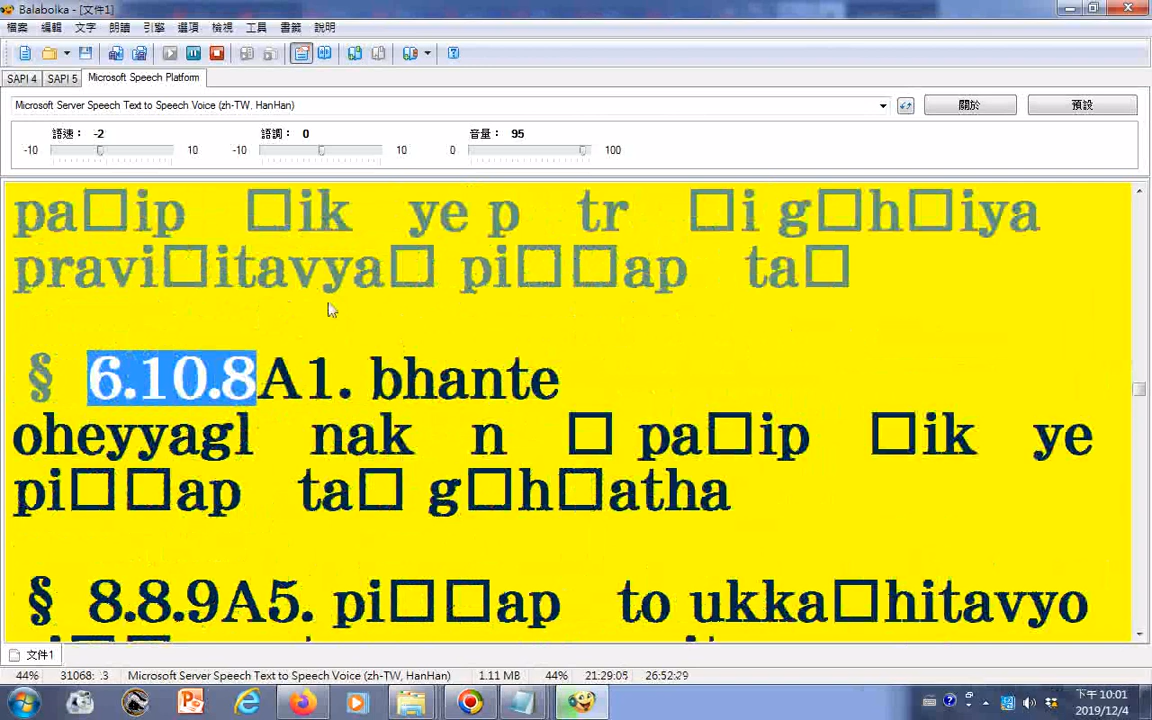 Balabolka - [文件1]
檔案 編輯 文字 朗讀 引擎 選項 檢視 工具 書籤 說明
SAPI 4 SAPI 5 Microsoft Speech Platform
Microsoft Server Speech Text to Speech Voice (zh-TW, HanHan) 關於 預設
語速： -2 語調： 0 音量： 95
-10 10 -10 10 0 100
pa□ip □ik ye p tr □i g□h□iya
pravi□itavya□ pi□□ap ta□
§ 6.10.8A1. bhante
oheyyagl nak n □ pa□ip □ik ye
pi□□ap ta□ g□h□atha
§ 8.8.9A5. pi□□ap to ukka□hitavyo
文件1
44% 31068: .3 Microsoft Server Speech Text to Speech Voice (zh-TW, HanHan) 1.11 MB 44% 21:29:05 26:52:29
下午 10:01
2019/12/4